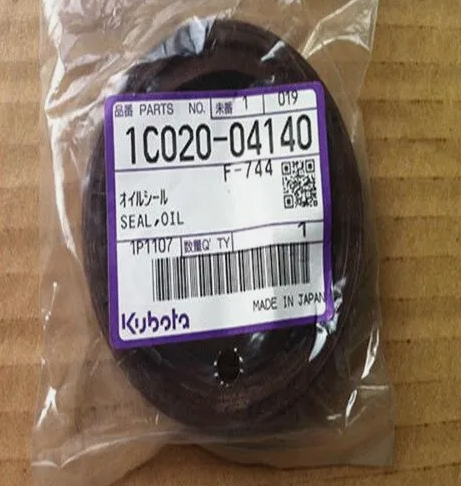 品番 PARTS NO. 未番 1 019
1C020-04140
F-744
オイルシール
SEAL,OIL
1P1107 数量Q'TY 1
MADE IN JAPAN
Kubota